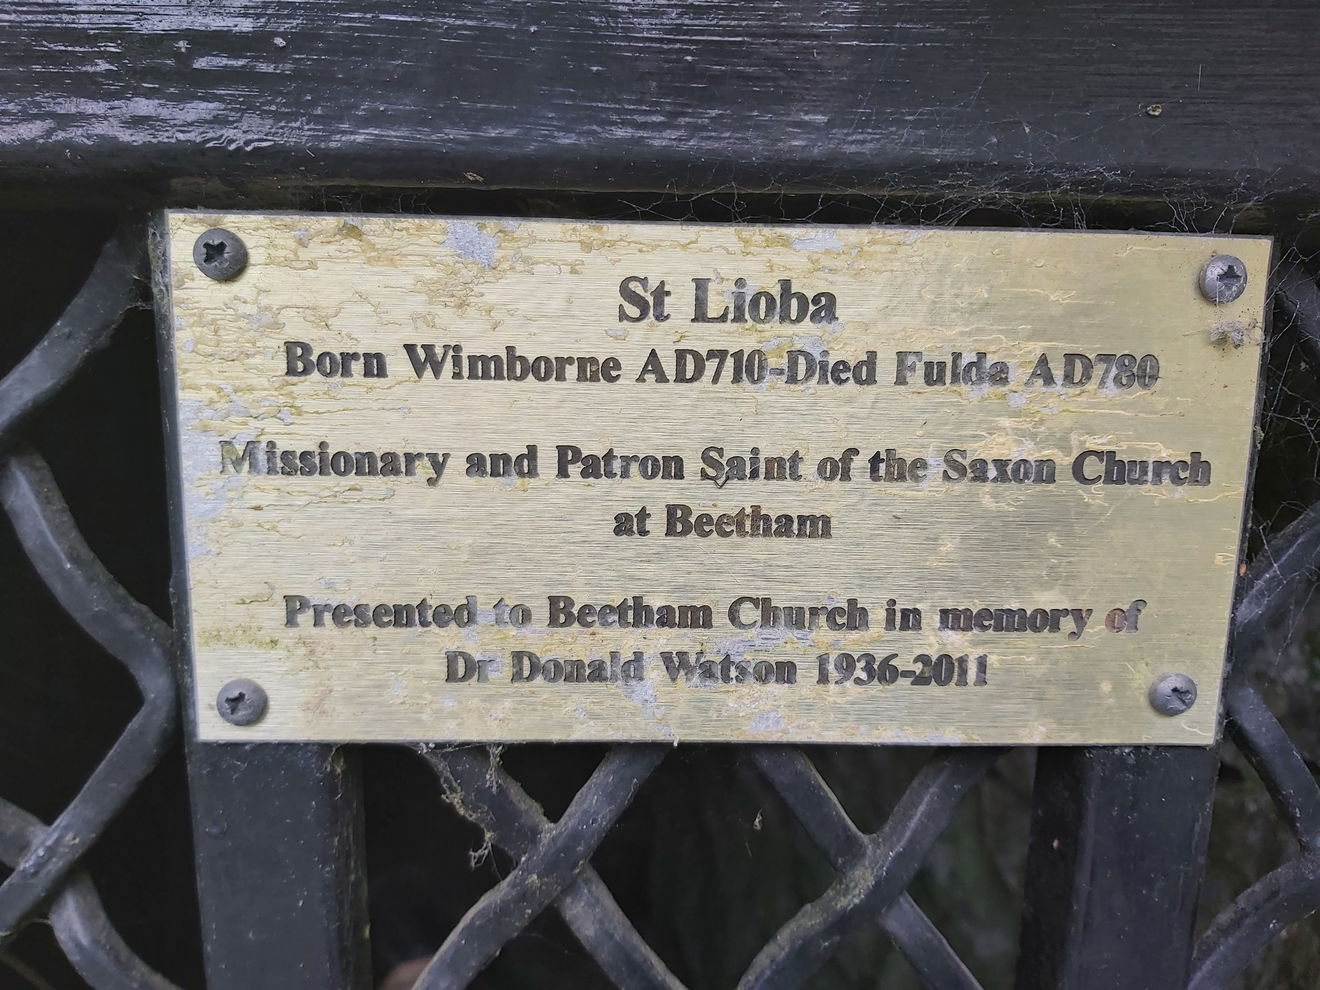 St Lioba
Born Wimborne AD710-Died Fulda AD780
Missionary and Patron Saint of the Saxon Church
at Beetham
Presented to Beetham Church in memory of
Dr Donald Watson 1936-2011